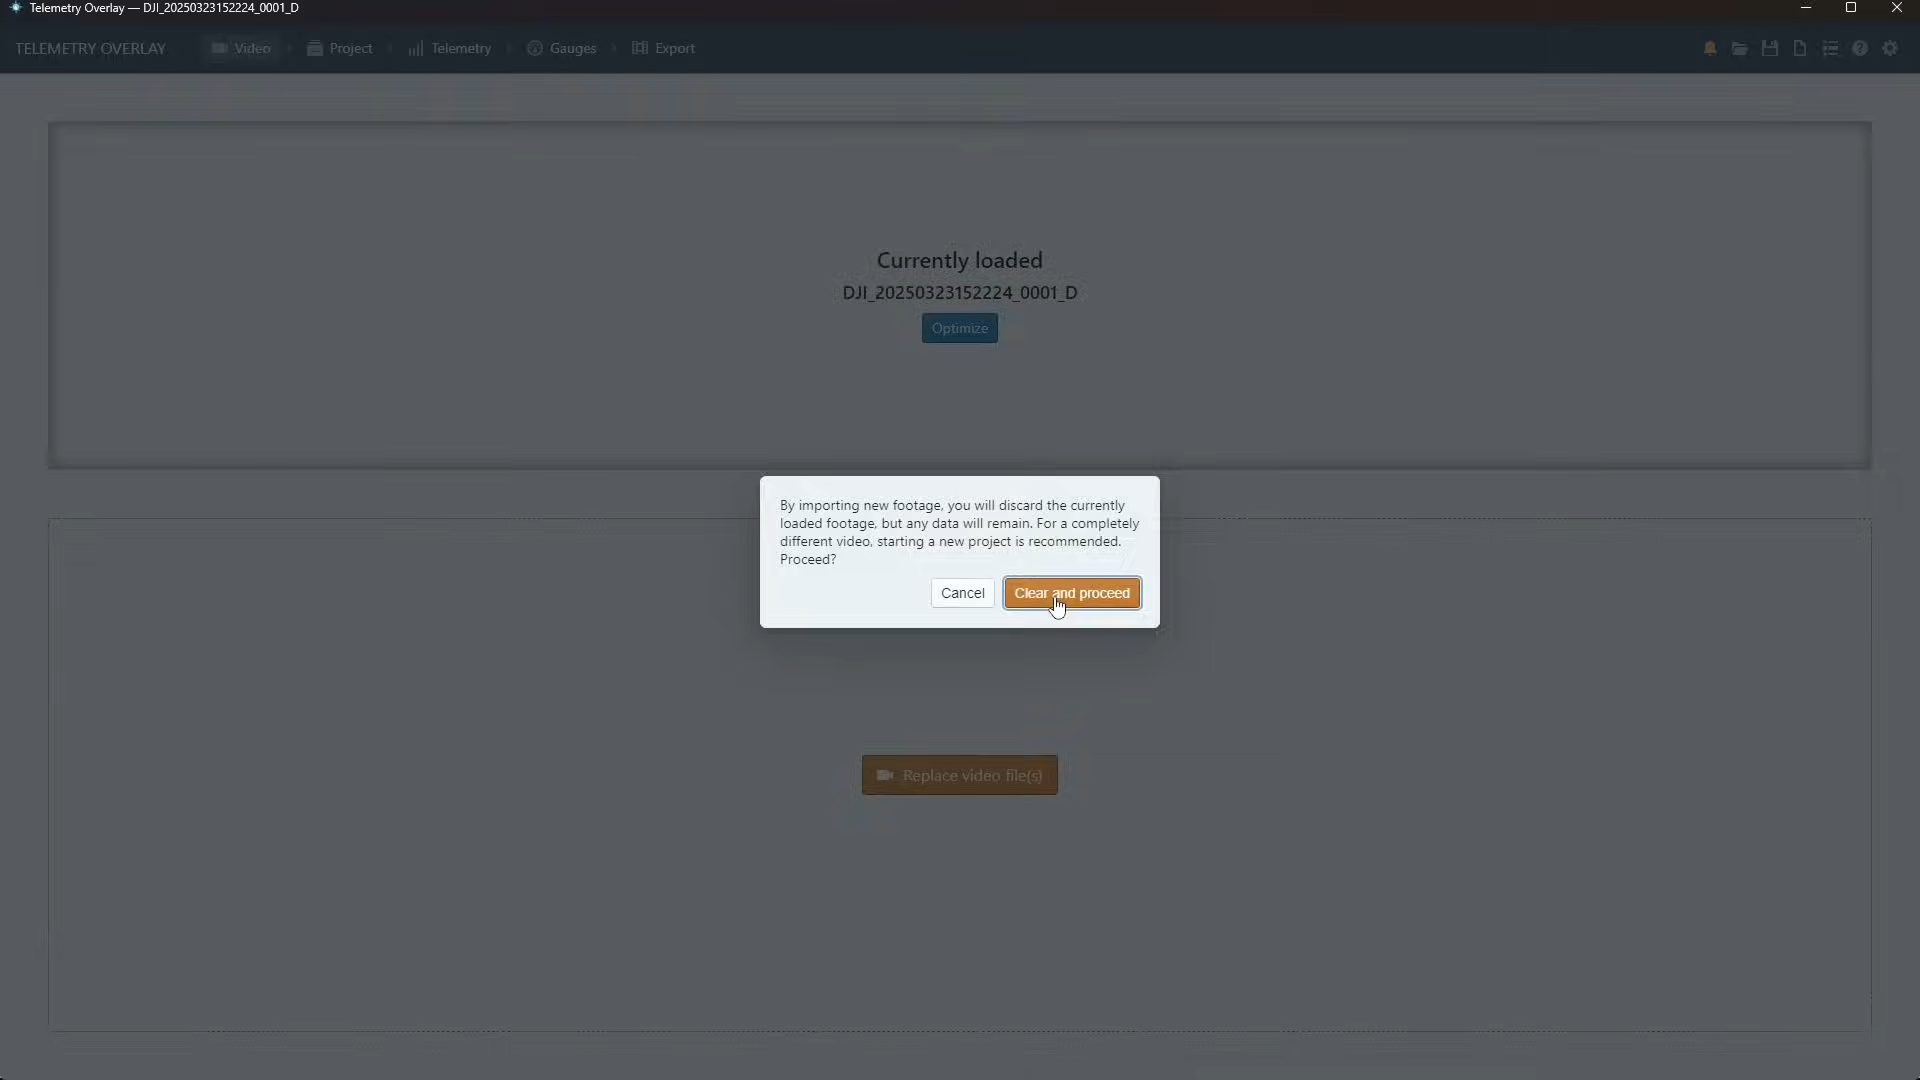 Telemetry Overlay — DJI_20250323152224_0001_D
TELEMETRY OVERLAY Video Project Telemetry Gauges Export
Currently loaded
DJI_20250323152224_0001_D
Optimize
By importing new footage, you will discard the currently
loaded footage, but any data will remain. For a completely
different video, starting a new project is recommended.
Proceed?
Cancel Clear and proceed
Replace video file(s)